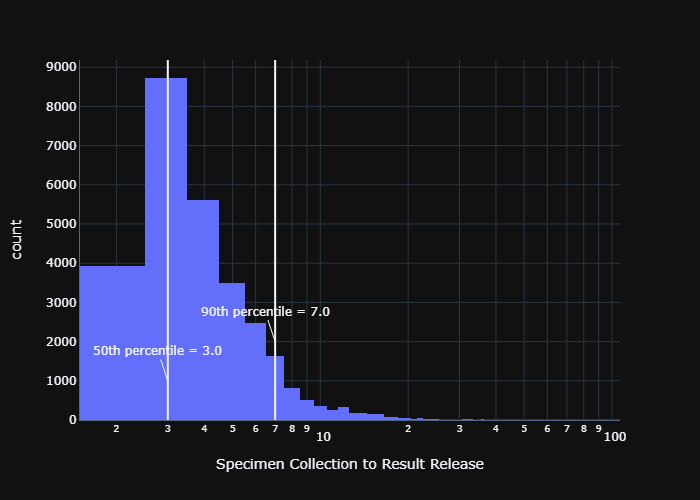 9000
8000
7000
6000
5000
4000
3000
2000
1000
0
count
90th percentile = 7.0
50th percentile = 3.0
2 3 4 5 6 7 8 9 10 2 3 4 5 6 7 8 9 100
Specimen Collection to Result Release